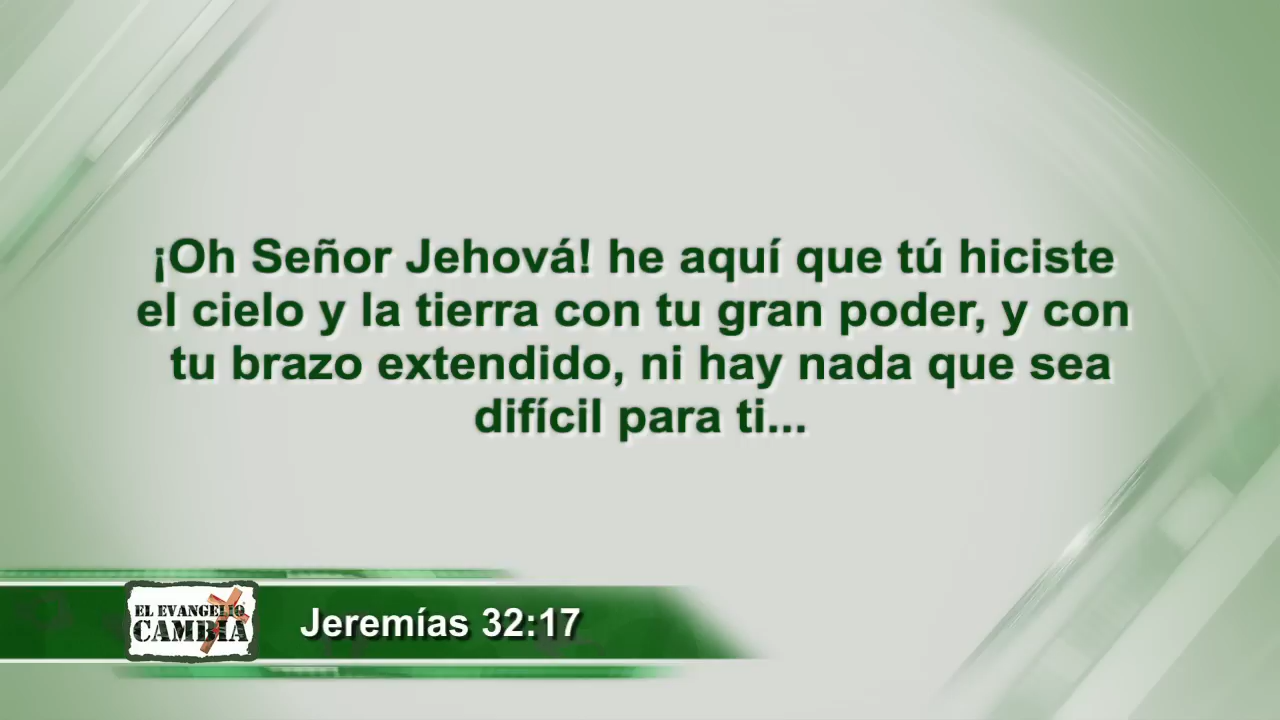 ¡Oh Señor Jehová! he aquí que tú hiciste
el cielo y la tierra con tu gran poder, y con
tu brazo extendido, ni hay nada que sea
difícil para ti...
EL EVANGELIO
CAMBIA
Jeremías 32:17